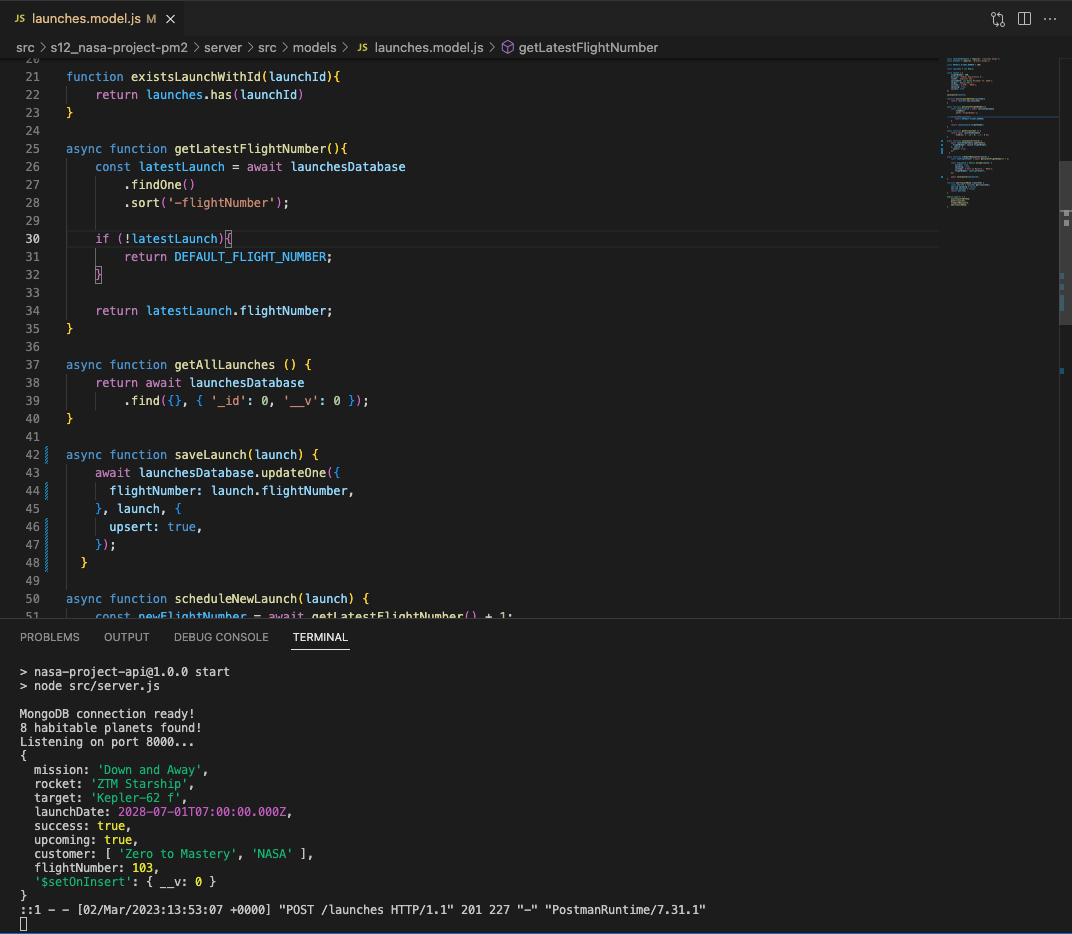 JS launches.model.js M ×
src > s12_nasa-project-pm2 > server > src > models > JS launches.model.js > getLatestFlightNumber
20
21 function existsLaunchWithId(launchId){
22 return launches.has(launchId)
23 }
24
25 async function getLatestFlightNumber(){
26 const latestLaunch = await launchesDatabase
27 .findOne()
28 .sort('-flightNumber');
29
30 if (!latestLaunch){
31 return DEFAULT_FLIGHT_NUMBER;
32 }
33
34 return latestLaunch.flightNumber;
35 }
36
37 async function getAllLaunches () {
38 return await launchesDatabase
39 .find({}, { '_id': 0, '__v': 0 });
40 }
41
42 async function saveLaunch(launch) {
43 await launchesDatabase.updateOne({
44 flightNumber: launch.flightNumber,
45 }, launch, {
46 upsert: true,
47 });
48 }
49
50 async function scheduleNewLaunch(launch) {
51 const newFlightNumber = await getLatestFlightNumber() + 1;
PROBLEMS OUTPUT DEBUG CONSOLE TERMINAL
> nasa-project-api@1.0.0 start
> node src/server.js
MongoDB connection ready!
8 habitable planets found!
Listening on port 8000...
{
mission: 'Down and Away',
rocket: 'ZTM Starship',
target: 'Kepler-62 f',
launchDate: 2028-07-01T07:00:00.000Z,
success: true,
upcoming: true,
customer: [ 'Zero to Mastery', 'NASA' ],
flightNumber: 103,
'$setOnInsert': { __v: 0 }
}
::1 - - [02/Mar/2023:13:53:07 +0000] "POST /launches HTTP/1.1" 201 227 "-" "PostmanRuntime/7.31.1"